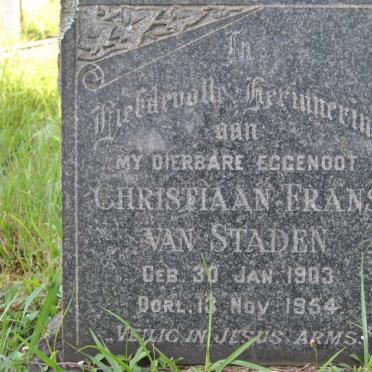 In
Liefdevolle Herinnering
aan
MY DIERBARE EGGENOOT
CHRISTIAAN FRANS
VAN STADEN
GEB. 30 JAN. 1903
OORL. 13 NOV. 1964
VEILIG IN JESUS ARMS.